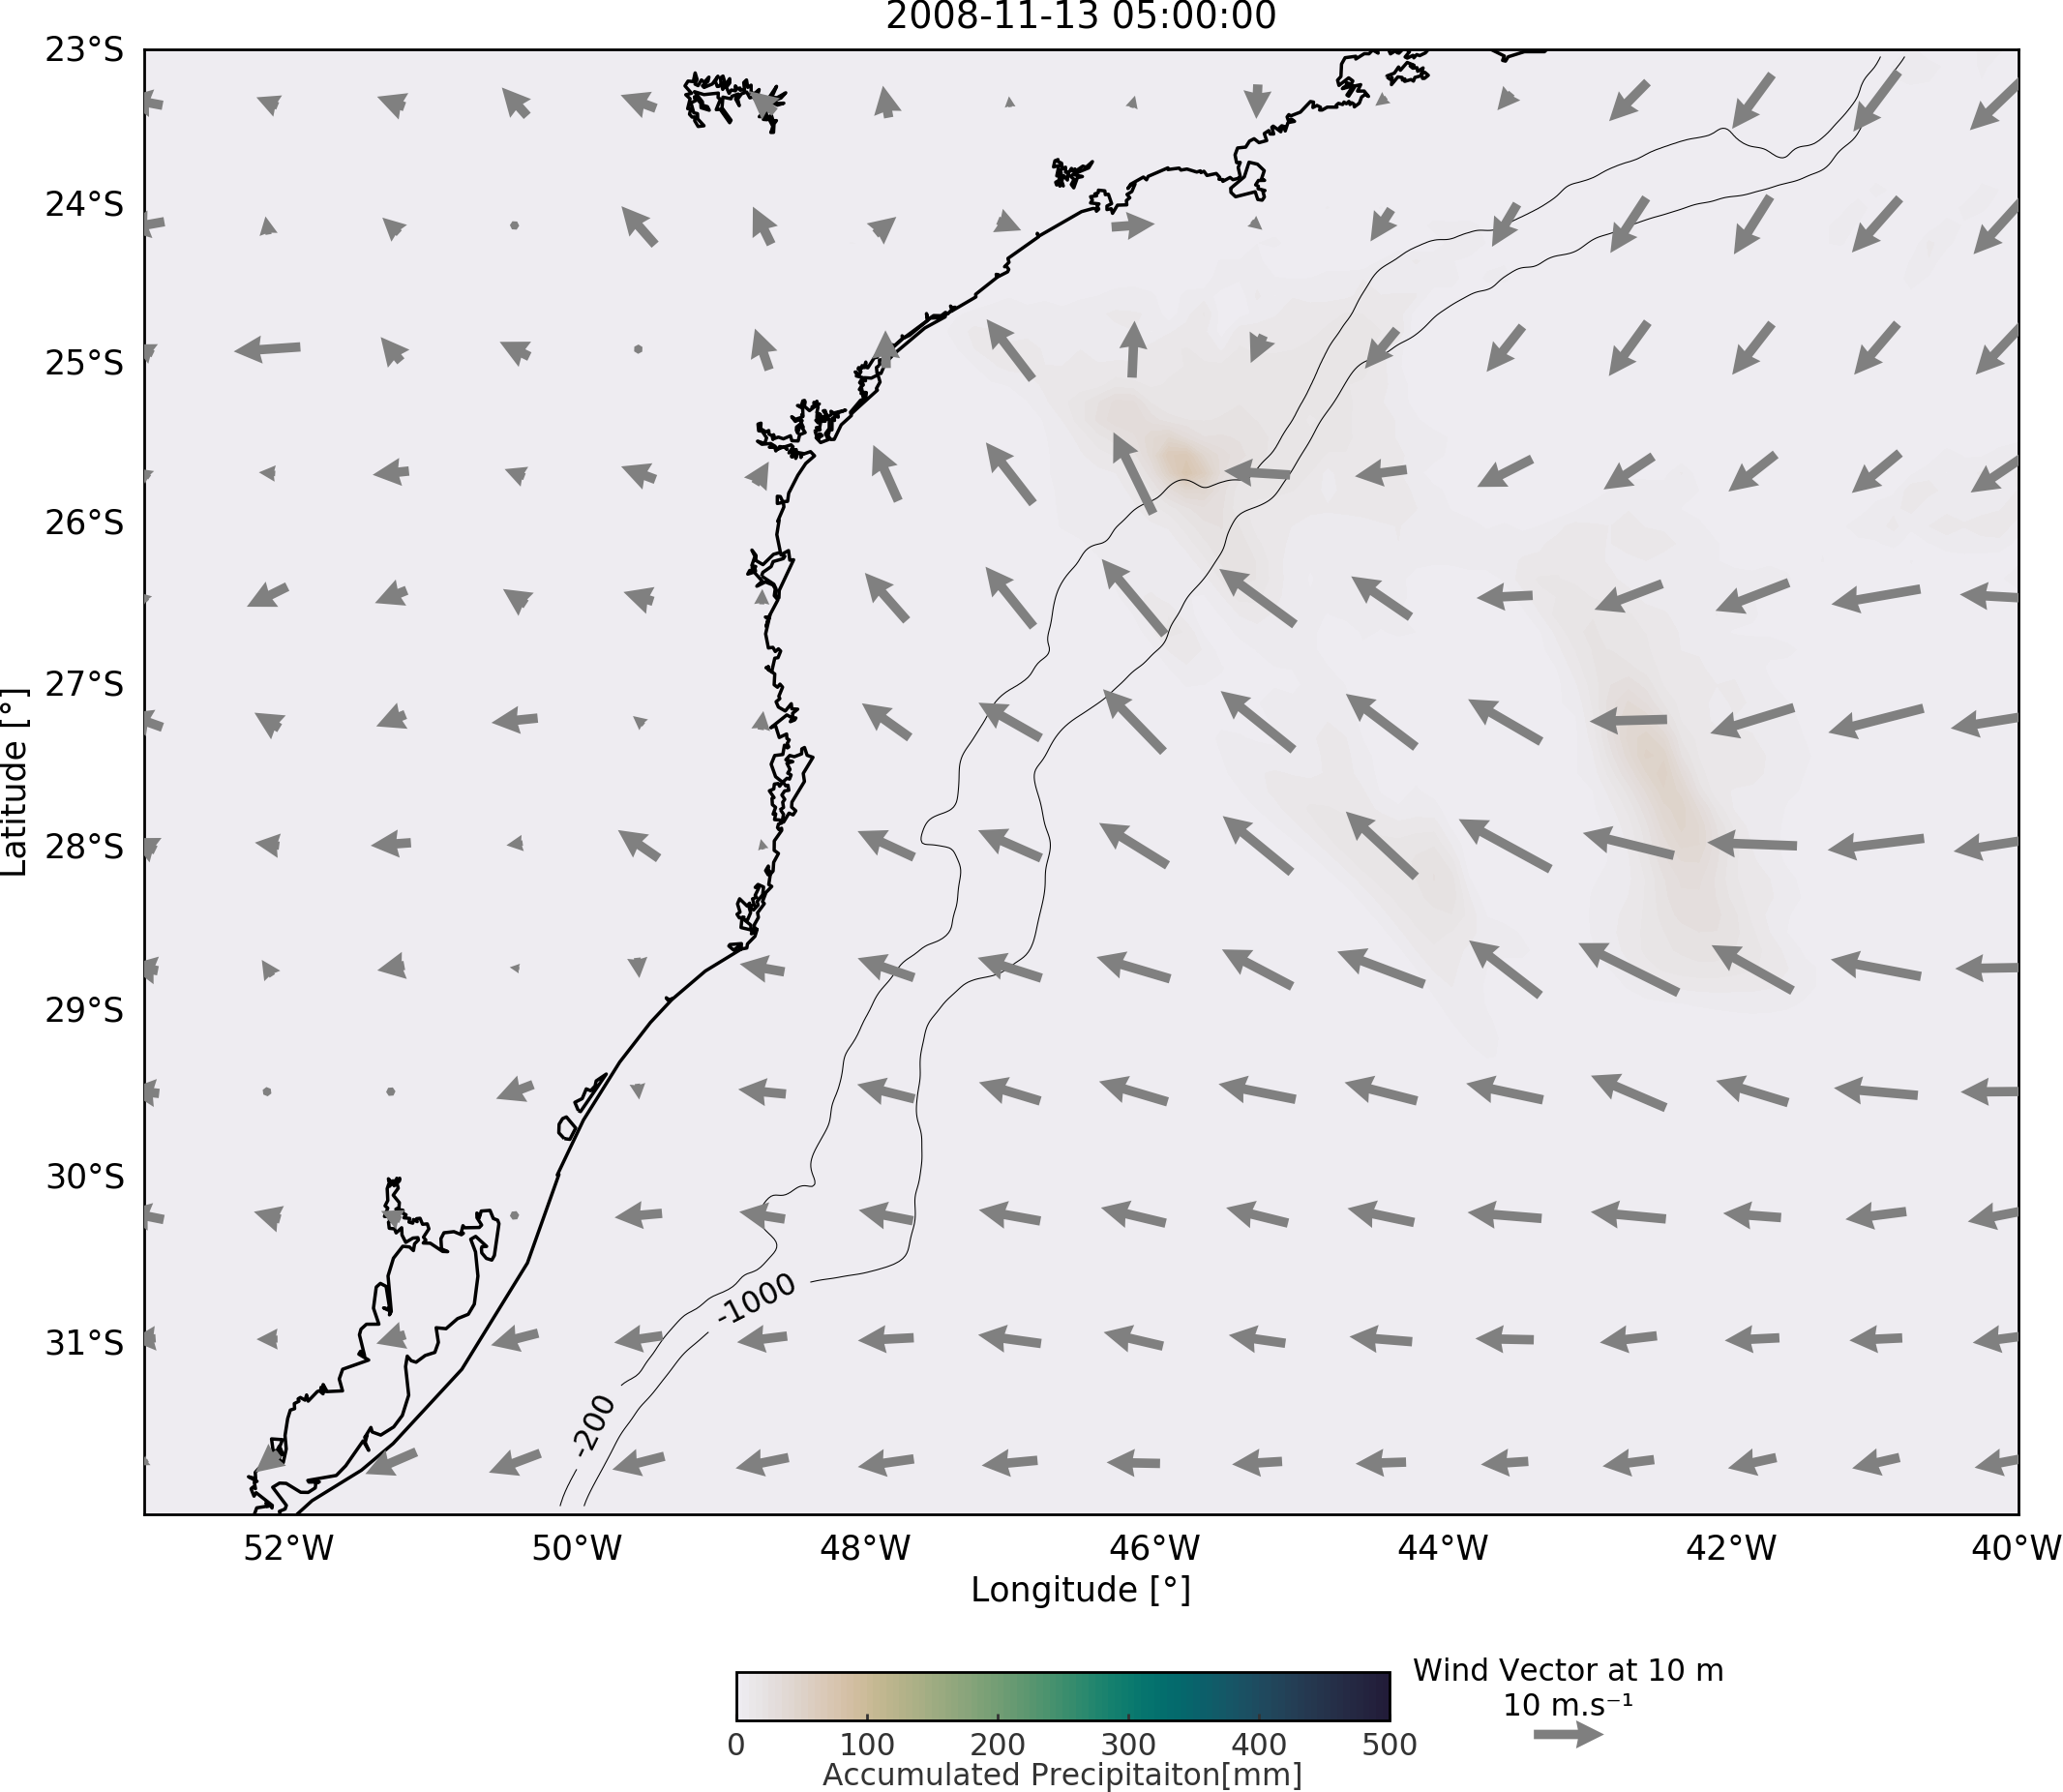 2008-11-13 05:00:00
23°S
24°S
25°S
26°S
27°S
28°S
29°S
30°S
31°S
Latitude [°]
-1000
-200
52°W
50°W
48°W
46°W
44°W
42°W
40°W
Longitude [°]
Wind Vector at 10 m
10 m.s⁻¹
0
100
200
300
400
500
Accumulated Precipitaiton[mm]